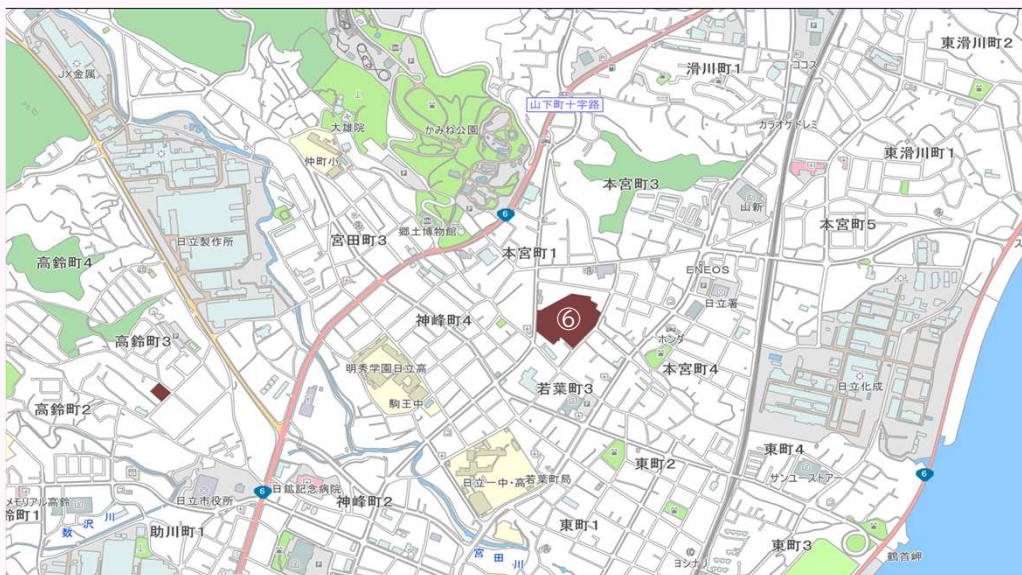 東滑川町2
JX金属
滑川町1
ココス
山下町十字路
大雄院
かみね公園
カラオケドレミ
仲町小
東滑川町1
本宮町3
山新
6
本宮町5
郷土博物館
宮田町3
日立製作所
本宮町1
高鈴町4
ENEOS
日立署
神峰町4
⑥
ホンダ
高鈴町3
明秀学園日立高
本宮町4
若葉町3
日立化成
駒王中
高鈴町2
東町4
東町2
サンユーストアー
日立一中・高
若葉町局
6
日鉱記念病院
6
日立市役所
メモリアル高鈴
神峰町2
鈴町1
数沢川
助川町1
東町1
宮田川
東町3
ヨシナリ
鶴首岬
ス